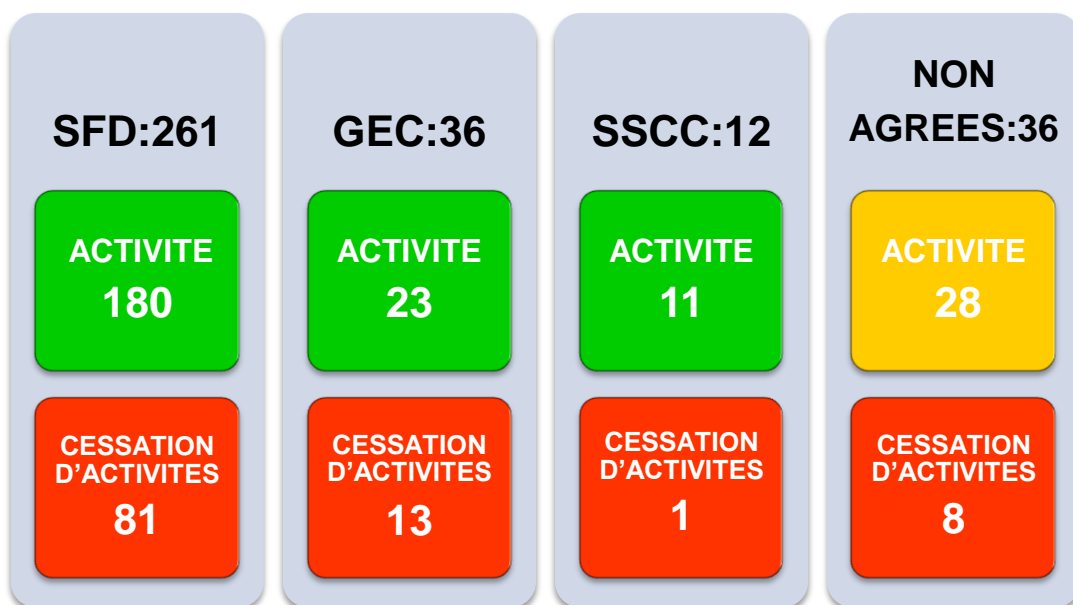 SFD:261
ACTIVITE
180
CESSATION
D’ACTIVITES
81
GEC:36
ACTIVITE
23
CESSATION
D’ACTIVITES
13
SSCC:12
ACTIVITE
11
CESSATION
D’ACTIVITES
1
NON
AGREES:36
ACTIVITE
28
CESSATION
D’ACTIVITES
8